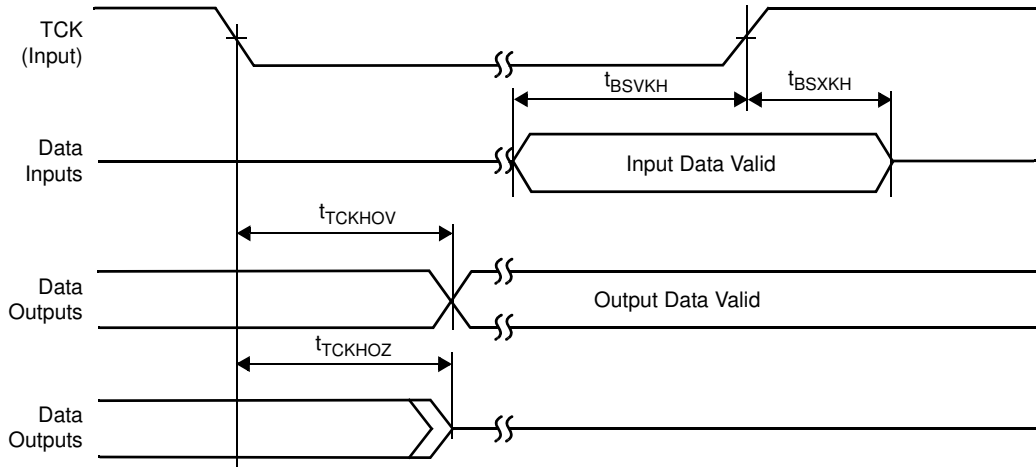 TCK
(Input)
tBSVKH
tBSXKH
Data
Inputs
Input Data Valid
tTCKHOV
Data
Outputs
Output Data Valid
tTCKHOZ
Data
Outputs